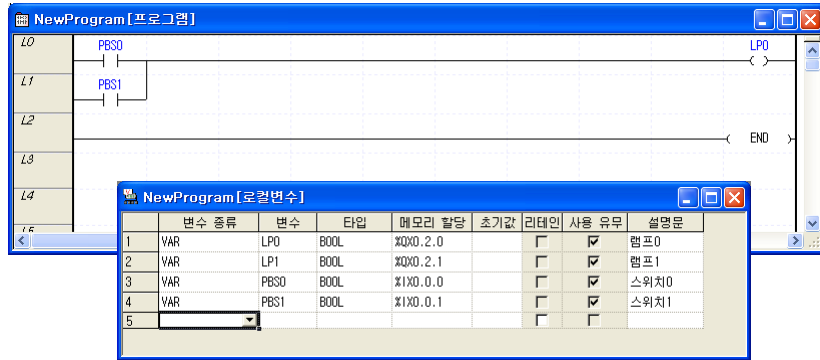 NewProgram [프로그램]
L0 PBS0 LP0
L1 PBS1
L2 END
L3
L4
L5
NewProgram [로컬변수]
변수 종류 변수 타입 메모리 할당 초기값 리테인 사용 유무 설명문
1 VAR LP0 BOOL %QX0.2.0 램프0
2 VAR LP1 BOOL %QX0.2.1 램프1
3 VAR PBS0 BOOL %IX0.0.0 스위치0
4 VAR PBS1 BOOL %IX0.0.1 스위치1
5